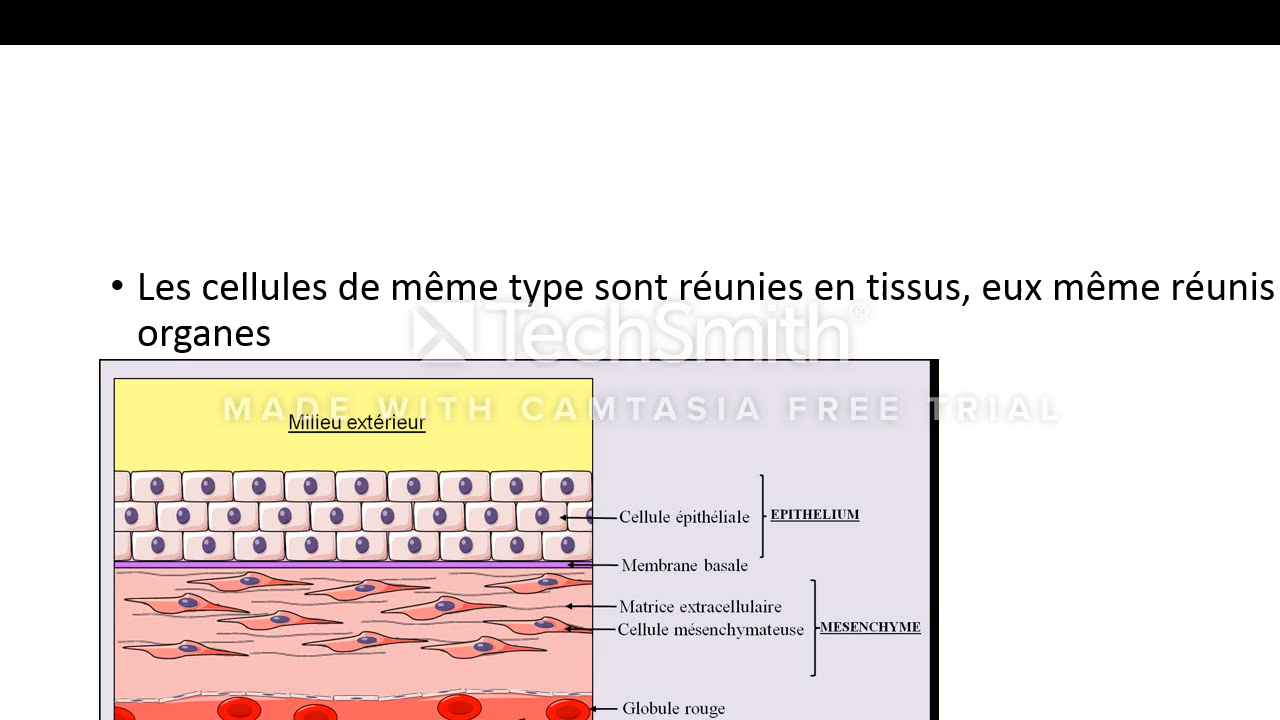 • Les cellules de même type sont réunies en tissus, eux même réunis
organes
TechSmith®
MADE WITH CAMTASIA FREE TRIAL
Milieu extérieur
Cellule épithéliale
EPITHELIUM
Membrane basale
Matrice extracellulaire
Cellule mésenchymateuse
MESENCHYME
Globule rouge